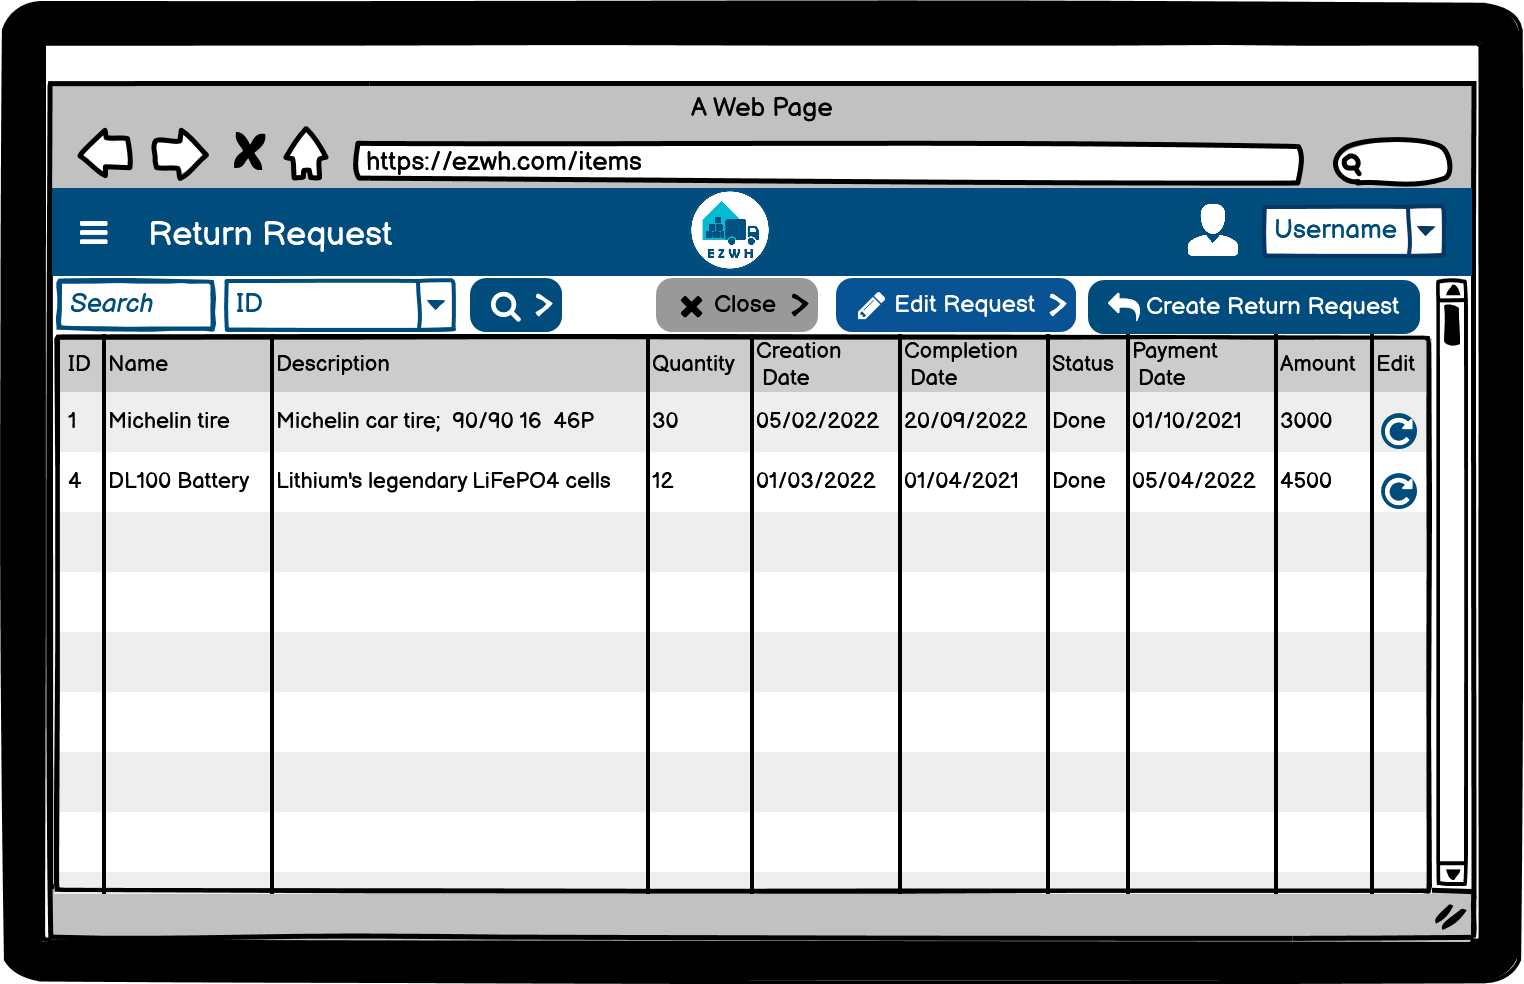 A Web Page
https://ezwh.com/items
Return Request
EZWH
Username
Search
ID
Close
Edit Request
Create Return Request
ID Name Description Quantity Creation Date Completion Date Status Payment Date Amount Edit
1 Michelin tire Michelin car tire; 90/90 16 46P 30 05/02/2022 20/09/2022 Done 01/10/2021 3000
4 DL100 Battery Lithium's legendary LiFePO4 cells 12 01/03/2022 01/04/2021 Done 05/04/2022 4500